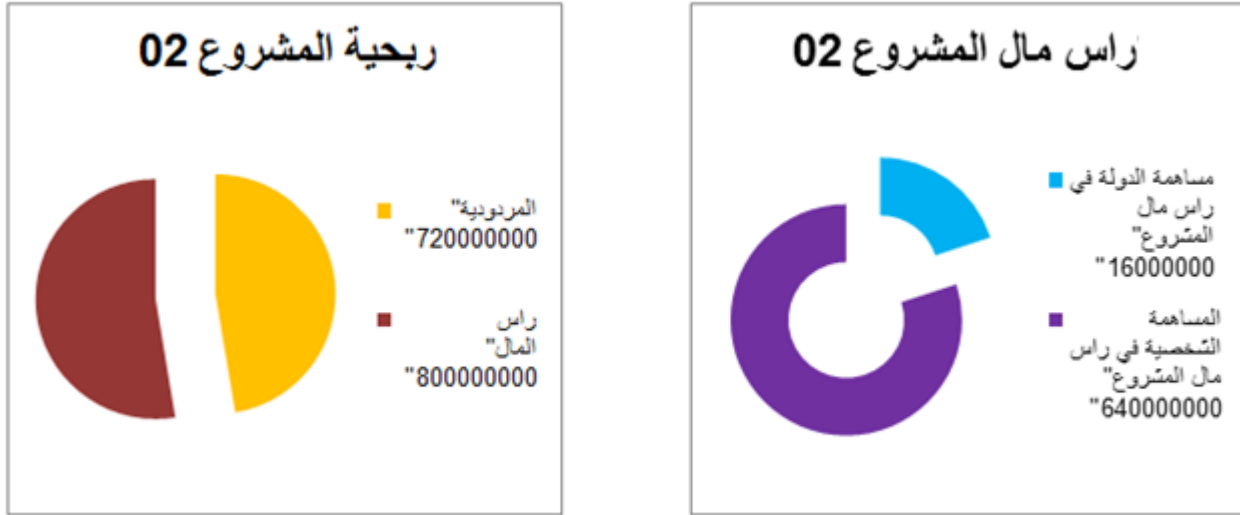 راس مال المشروع 02
مساهمة الدولة في
راس مال
المشروع"
16000000"
المساهمة
الشخصية في راس
مال المشروع"
640000000"
ربحية المشروع 02
المردودية"
720000000"
راس
المال"
800000000"